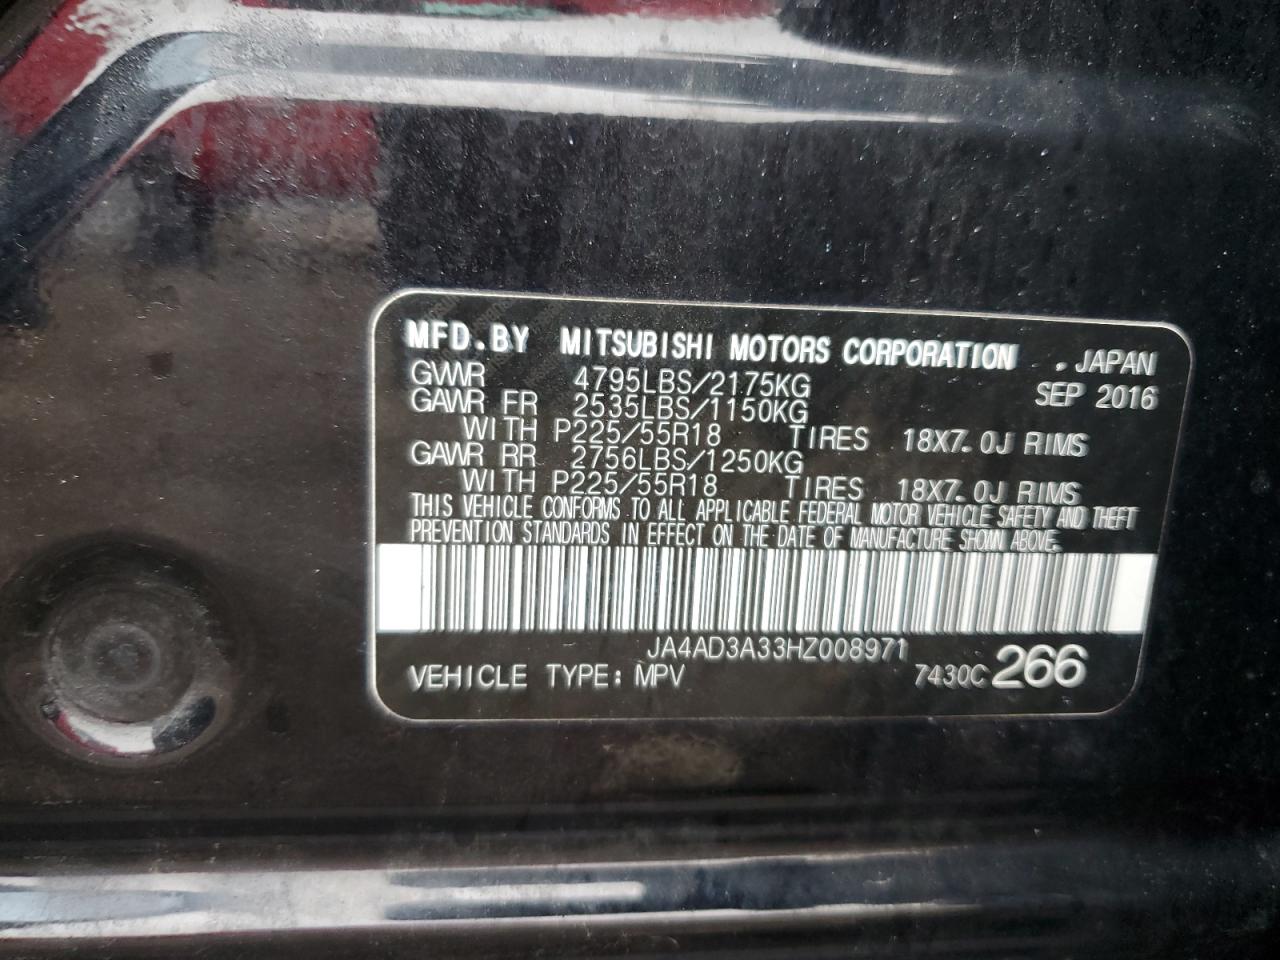 MFD.BY MITSUBISHI MOTORS CORPORATION , JAPAN
GVWR 4795LBS/2175KG SEP 2016
GAWR FR 2535LBS/1150KG
WITH P225/55R18 TIRES 18X7.0J RIMS
GAWR RR 2756LBS/1250KG
WITH P225/55R18 TIRES 18X7.0J RIMS
THIS VEHICLE CONFORMS TO ALL APPLICABLE FEDERAL MOTOR VEHICLE SAFETY AND THEFT
PREVENTION STANDARDS IN EFFECT ON THE DATE OF MANUFACTURE SHOWN ABOVE.
JA4AD3A33HZ008971
VEHICLE TYPE: MPV 7430C 266